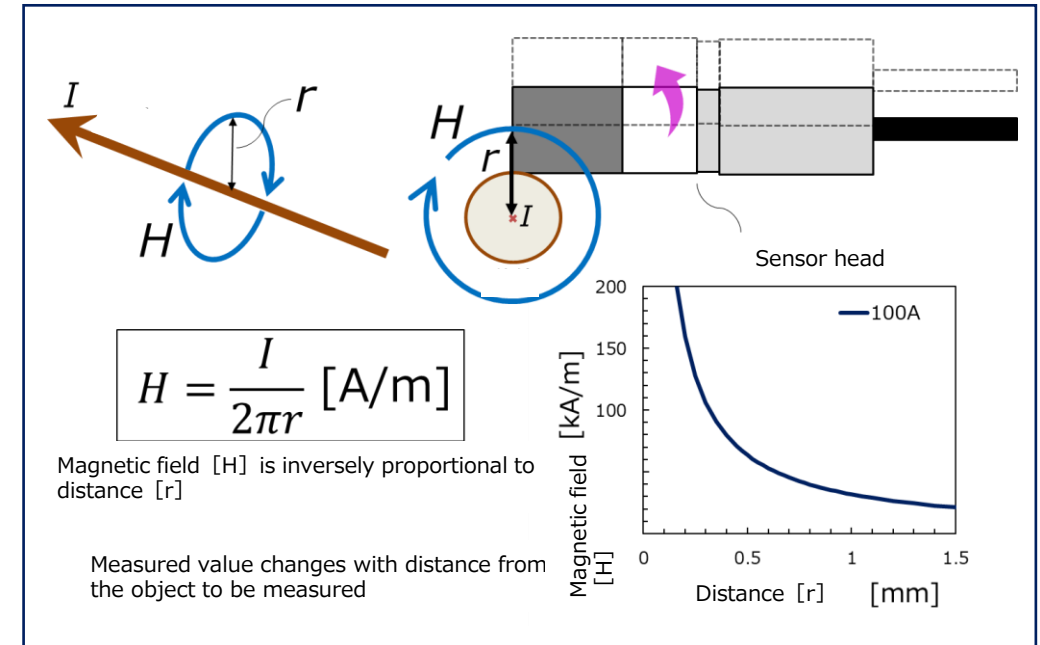 I
r
H
H
r
I
Sensor head
H = I / 2πr [A/m]
Magnetic field [H] is inversely proportional to
distance [r]
Measured value changes with distance from
the object to be measured
200
150
100
100A
Magnetic field [kA/m]
[H]
0 0.5 1 1.5
Distance [r] [mm]